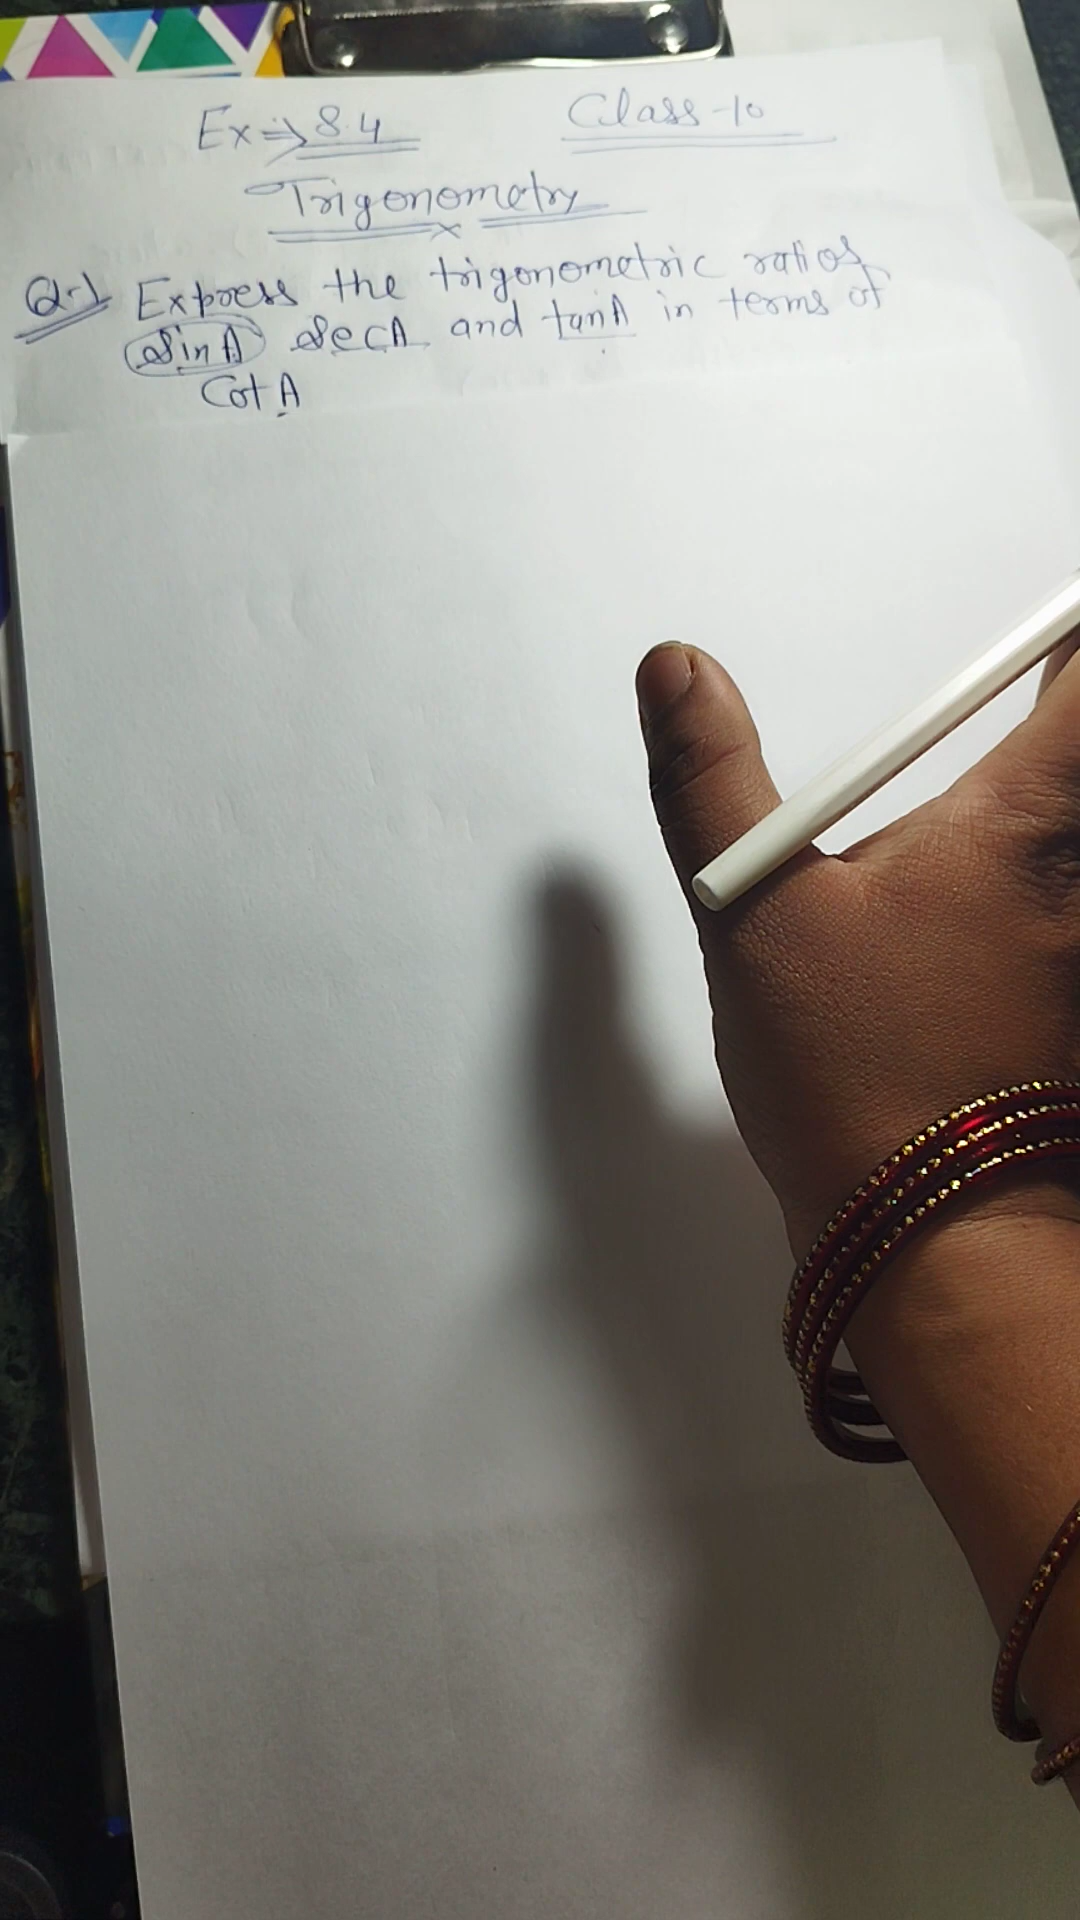 Ex⇒ 8.4 Class-10
Trigonometry
Q-1 Express the trigonometric ratios
Sin A SecA and tanA in terms of
Cot A